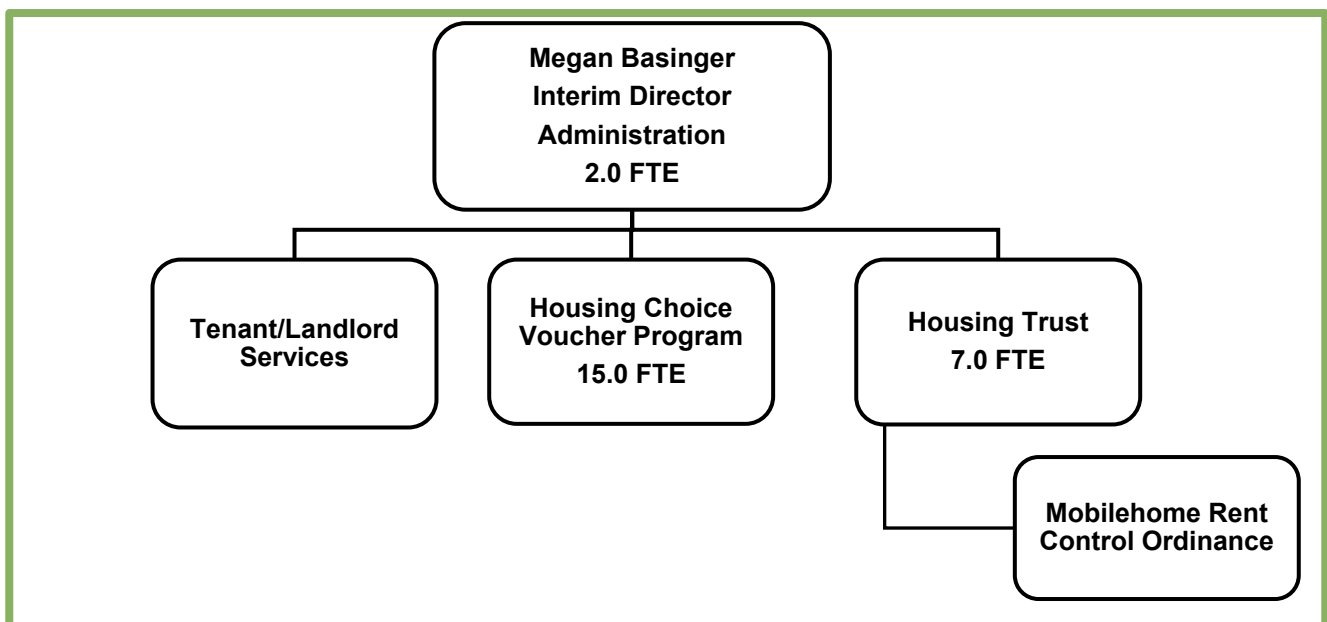 Megan Basinger
Interim Director
Administration
2.0 FTE
Tenant/Landlord
Services
Housing Choice
Voucher Program
15.0 FTE
Housing Trust
7.0 FTE
Mobilehome Rent
Control Ordinance